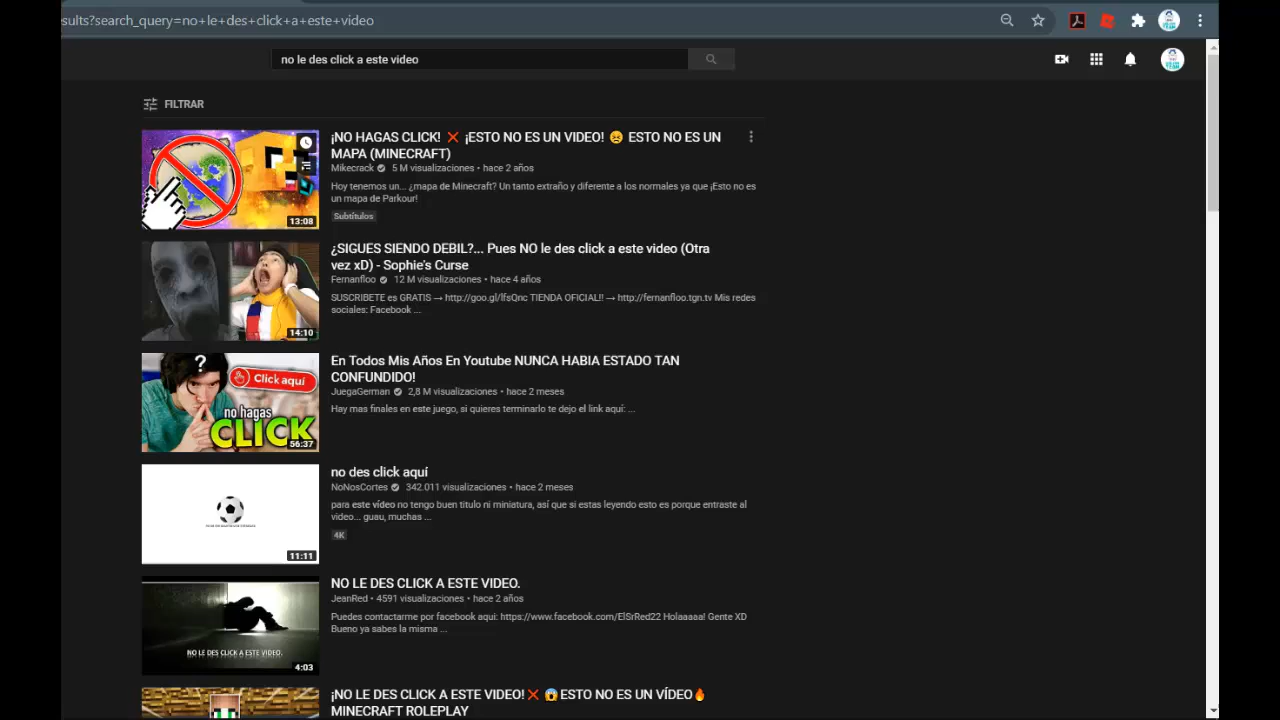 esults?search_query=no+le+des+click+a+este+video
no le des click a este video
FILTRAR
¡NO HAGAS CLICK! ❌ ¡ESTO NO ES UN VIDEO! 😣 ESTO NO ES UN
MAPA (MINECRAFT)
Mikecrack 5 M visualizaciones • hace 2 años
Hoy tenemos un... ¿mapa de Minecraft? Un tanto extraño y diferente a los normales ya que ¡Esto no es
un mapa de Parkour!
13:08
Subtítulos
¿SIGUES SIENDO DEBIL?... Pues NO le des click a este video (Otra
vez xD) - Sophie's Curse
Fernanfloo 12 M visualizaciones • hace 4 años
SUSCRIBETE es GRATIS → http://goo.gl/lfsQnc TIENDA OFICIAL!! → http://fernanfloo.tgn.tv Mis redes
sociales: Facebook ...
14:10
En Todos Mis Años En Youtube NUNCA HABIA ESTADO TAN
CONFUNDIDO!
JuegaGerman 2,8 M visualizaciones • hace 2 meses
Hay mas finales en este juego, si quieres terminarlo te dejo el link aquí: ...
?
Click aquí
no hagas
CLICK
56:37
no des click aquí
NoNosCortes 342.011 visualizaciones • hace 2 meses
para este vídeo no tengo buen titulo ni miniatura, así que si estas leyendo esto es porque entraste al
video... guau, muchas ...
4K
11:11
NO LE DES CLICK A ESTE VIDEO.
JeanRed • 4591 visualizaciones • hace 2 años
Puedes contactarme por facebook aqui: https://www.facebook.com/ElSrRed22 Holaaaaa! Gente XD
Bueno ya sabes la misma ...
NO LE DES CLICK A ESTE VIDEO.
4:03
¡NO LE DES CLICK A ESTE VIDEO!❌ 😱ESTO NO ES UN VÍDEO🔥
MINECRAFT ROLEPLAY